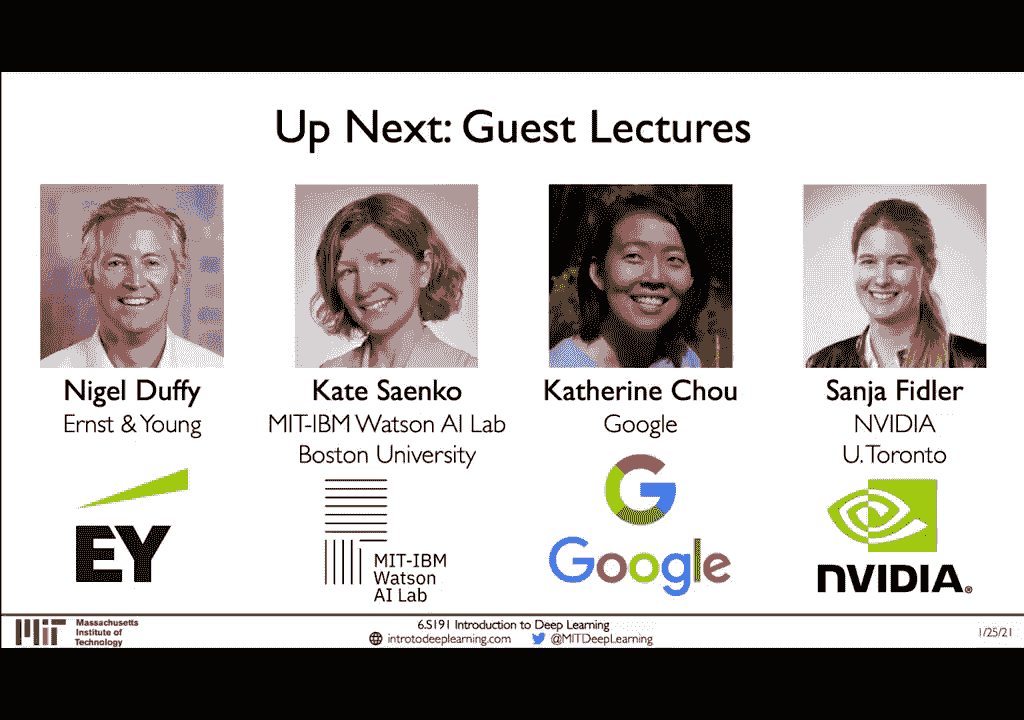 Up Next: Guest Lectures
Nigel Duffy
Ernst & Young
EY
Kate Saenko
MIT-IBM Watson AI Lab
Boston University
MIT-IBM
Watson
AI Lab
Katherine Chou
Google
G
Google
Sanja Fidler
NVIDIA
U. Toronto
NVIDIA®
MIT
Massachusetts
Institute of
Technology
6.S191 Introduction to Deep Learning
introtodeeplearning.com @MITDeepLearning
1/25/21